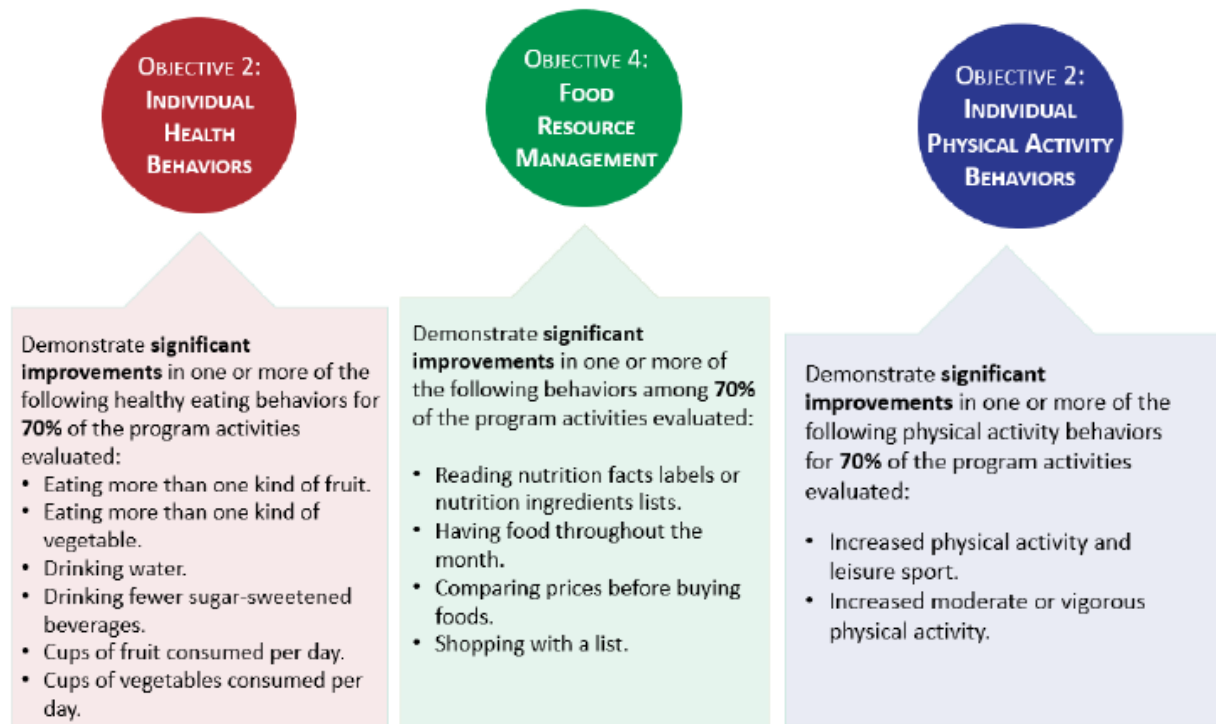 OBJECTIVE 2:
INDIVIDUAL
HEALTH
BEHAVIORS
Demonstrate significant
improvements in one or more of the
following healthy eating behaviors for
70% of the program activities
evaluated:
• Eating more than one kind of fruit.
• Eating more than one kind of
vegetable.
• Drinking water.
• Drinking fewer sugar-sweetened
beverages.
• Cups of fruit consumed per day.
• Cups of vegetables consumed per
day.
OBJECTIVE 4:
FOOD
RESOURCE
MANAGEMENT
Demonstrate significant
improvements in one or more of
the following behaviors among 70%
of the program activities evaluated:
• Reading nutrition facts labels or
nutrition ingredients lists.
• Having food throughout the
month.
• Comparing prices before buying
foods.
• Shopping with a list.
OBJECTIVE 2:
INDIVIDUAL
PHYSICAL ACTIVITY
BEHAVIORS
Demonstrate significant
improvements in one or more of the
following physical activity behaviors
for 70% of the program activities
evaluated:
• Increased physical activity and
leisure sport.
• Increased moderate or vigorous
physical activity.